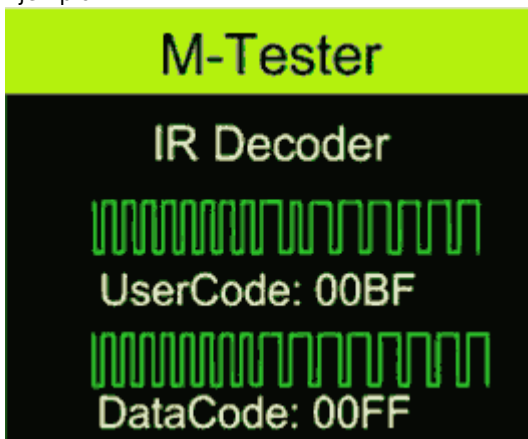 M-Tester
IR Decoder
UserCode: 00BF
DataCode: 00FF